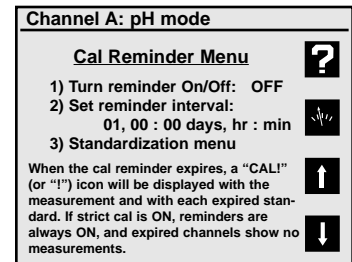 Channel A: pH mode
Cal Reminder Menu
?
1) Turn reminder On/Off: OFF
2) Set reminder interval:
01, 00 : 00 days, hr : min
3) Standardization menu
When the cal reminder expires, a “CAL!”
(or “!”) icon will be displayed with the
measurement and with each expired stan-
dard. If strict cal is ON, reminders are
always ON, and expired channels show no
measurements.